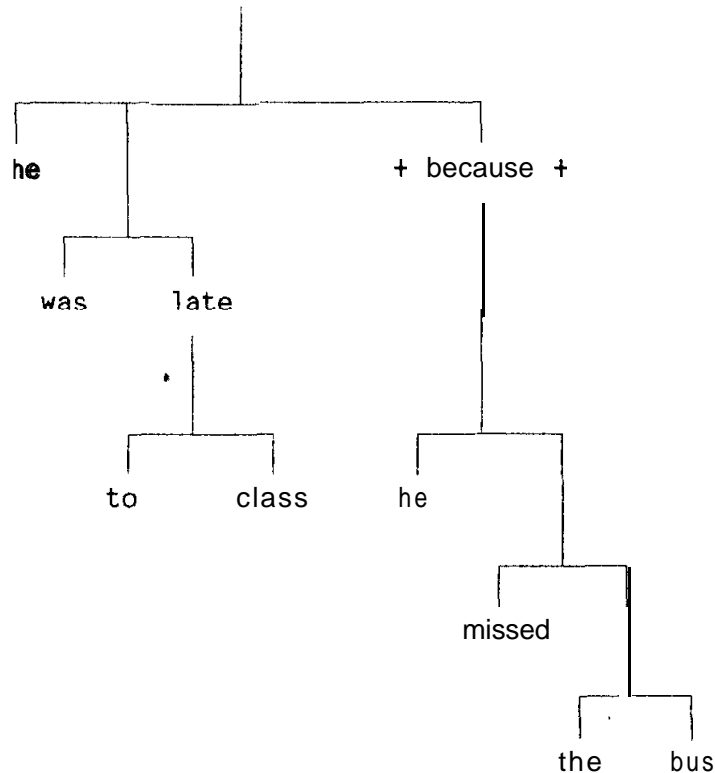 he + because +
was late
to class he
missed
the bus